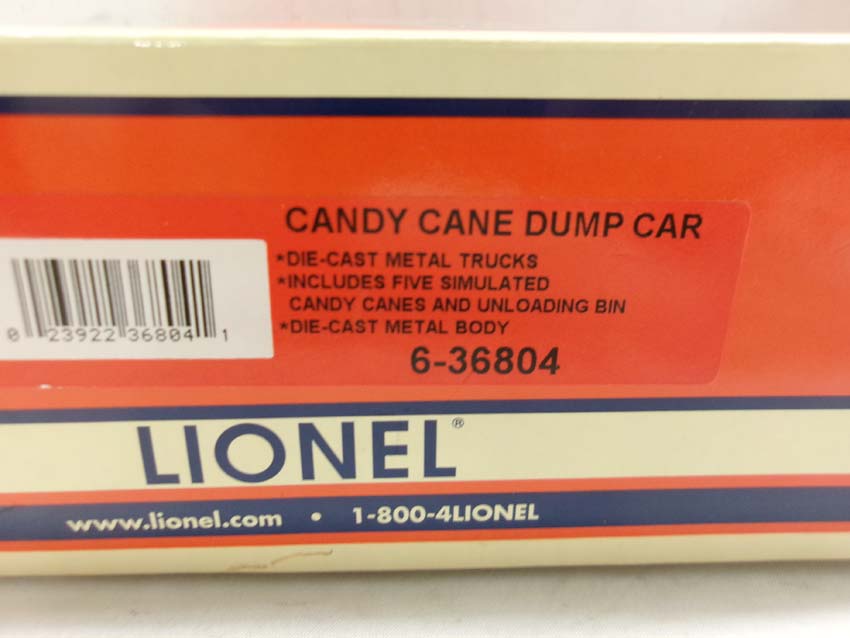 CANDY CANE DUMP CAR
*DIE-CAST METAL TRUCKS
*INCLUDES FIVE SIMULATED
CANDY CANES AND UNLOADING BIN
*DIE-CAST METAL BODY
6-36804
0 23922 36804 1
LIONEL®
www.lionel.com • 1-800-4LIONEL